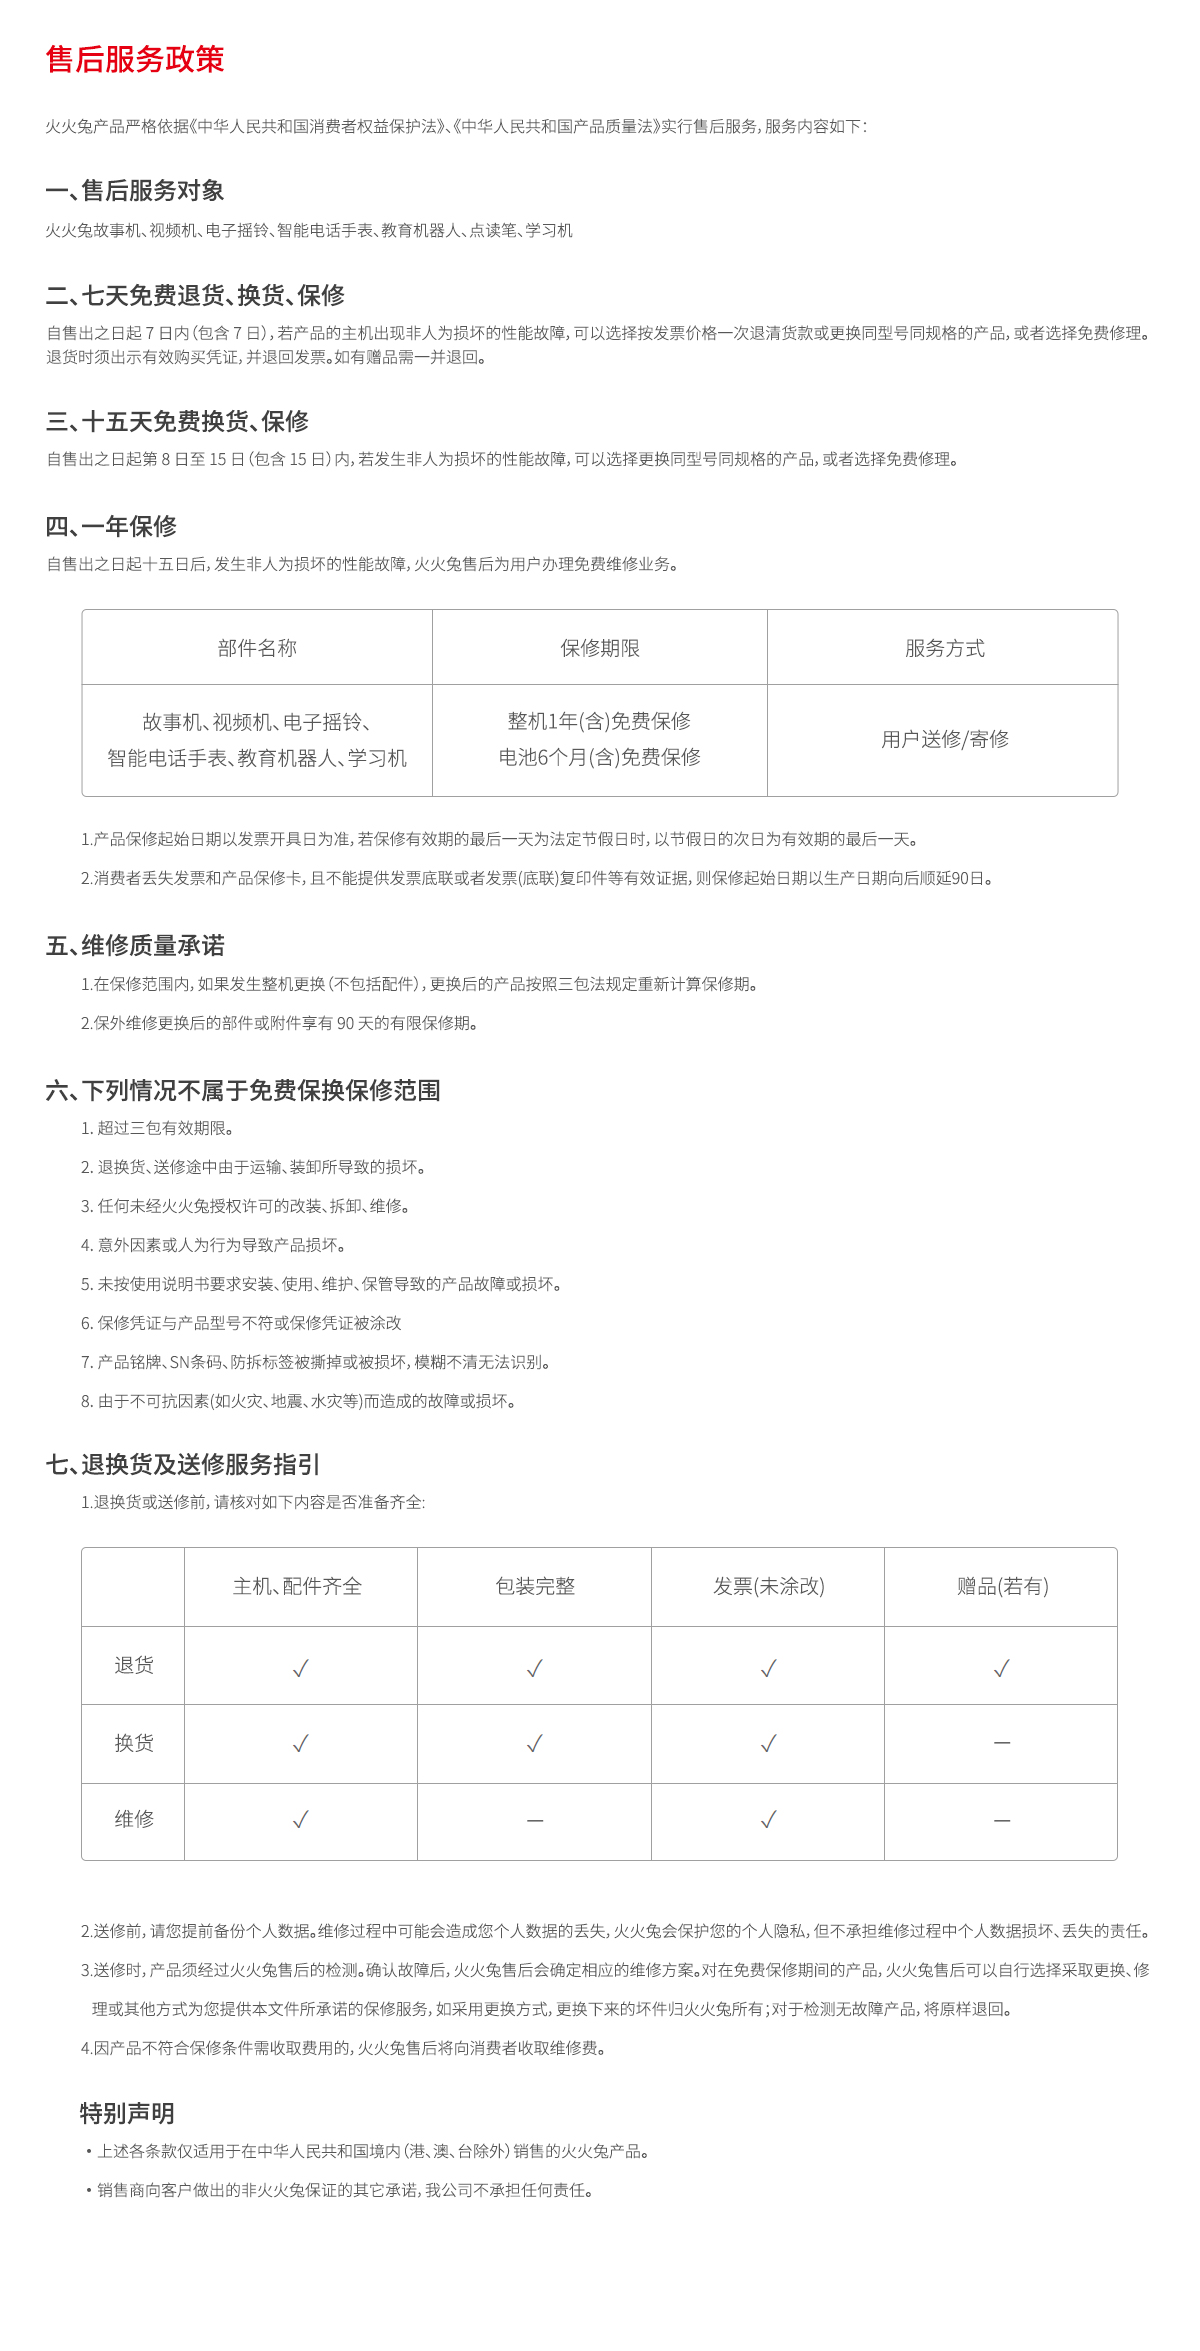 售后服务政策
火火兔产品严格依据《中华人民共和国消费者权益保护法》、《中华人民共和国产品质量法》实行售后服务，服务内容如下：
一、售后服务对象
火火兔故事机、视频机、电子摇铃、智能电话手表、教育机器人、点读笔、学习机
二、七天免费退货、换货、保修
自售出之日起 7 日内（包含 7 日），若产品的主机出现非人为损坏的性能故障，可以选择按发票价格一次退清货款或更换同型号同规格的产品，或者选择免费修理。
退货时须出示有效购买凭证，并退回发票。如有赠品需一并退回。
三、十五天免费换货、保修
自售出之日起第 8 日至 15 日（包含 15 日）内，若发生非人为损坏的性能故障，可以选择更换同型号同规格的产品，或者选择免费修理。
四、一年保修
自售出之日起十五日后，发生非人为损坏的性能故障，火火兔售后为用户办理免费维修业务。
部件名称 保修期限 服务方式
故事机、视频机、电子摇铃、 整机1年(含)免费保修
智能电话手表、教育机器人、学习机 电池6个月(含)免费保修 用户送修/寄修
1.产品保修起始日期以发票开具日为准，若保修有效期的最后一天为法定节假日时，以节假日的次日为有效期的最后一天。
2.消费者丢失发票和产品保修卡，且不能提供发票底联或者发票(底联)复印件等有效证据，则保修起始日期以生产日期向后顺延90日。
五、维修质量承诺
1.在保修范围内，如果发生整机更换（不包括配件），更换后的产品按照三包法规定重新计算保修期。
2.保外维修更换后的部件或附件享有 90 天的有限保修期。
六、下列情况不属于免费保换保修范围
1. 超过三包有效期限。
2. 退换货、送修途中由于运输、装卸所导致的损坏。
3. 任何未经火火兔授权许可的改装、拆卸、维修。
4. 意外因素或人为行为导致产品损坏。
5. 未按使用说明书要求安装、使用、维护、保管导致的产品故障或损坏。
6. 保修凭证与产品型号不符或保修凭证被涂改
7. 产品铭牌、SN条码、防拆标签被撕掉或被损坏，模糊不清无法识别。
8. 由于不可抗因素(如火灾、地震、水灾等)而造成的故障或损坏。
七、退换货及送修服务指引
1.退换货或送修前，请核对如下内容是否准备齐全:
主机、配件齐全 包装完整 发票(未涂改) 赠品(若有)
退货 ✓ ✓ ✓ ✓
换货 ✓ ✓ ✓ —
维修 ✓ — ✓ —
2.送修前，请您提前备份个人数据。维修过程中可能会造成您个人数据的丢失，火火兔会保护您的个人隐私，但不承担维修过程中个人数据损坏、丢失的责任。
3.送修时，产品须经过火火兔售后的检测。确认故障后，火火兔售后会确定相应的维修方案。对在免费保修期间的产品，火火兔售后可以自行选择采取更换、修
理或其他方式为您提供本文件所承诺的保修服务，如采用更换方式，更换下来的坏件归火火兔所有；对于检测无故障产品，将原样退回。
4.因产品不符合保修条件需收取费用的，火火兔售后将向消费者收取维修费。
特别声明
• 上述各条款仅适用于在中华人民共和国境内（港、澳、台除外）销售的火火兔产品。
• 销售商向客户做出的非火火兔保证的其它承诺，我公司不承担任何责任。